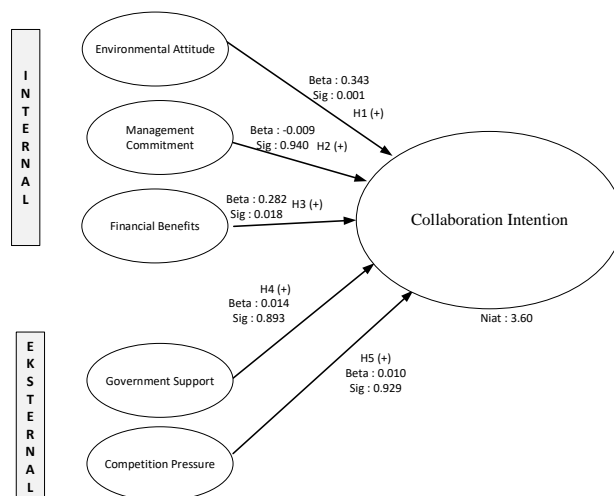 INTERNAL
Environmental Attitude
Beta : 0.343
Sig : 0.001
H1 (+)
Management
Commitment
Beta : -0.009
Sig : 0.940 H2 (+)
Financial Benefits
Beta : 0.282 H3 (+)
Sig : 0.018
Collaboration Intention
Niat : 3.60
EKSTERNAL
Government Support
H4 (+)
Beta : 0.014
Sig : 0.893
Competition Pressure
H5 (+)
Beta : 0.010
Sig : 0.929